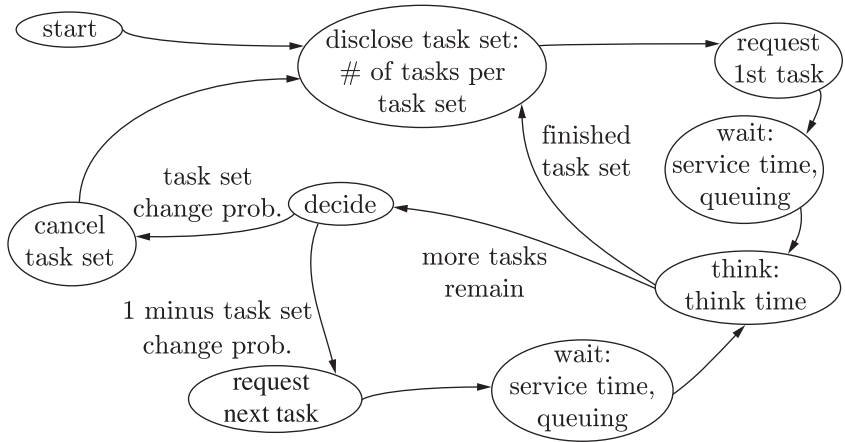 start
disclose task set:
# of tasks per
task set
request
1st task
wait:
service time,
queuing
finished
task set
task set
change prob.
decide
cancel
task set
more tasks
remain
think:
think time
1 minus task set
change prob.
request
next task
wait:
service time,
queuing